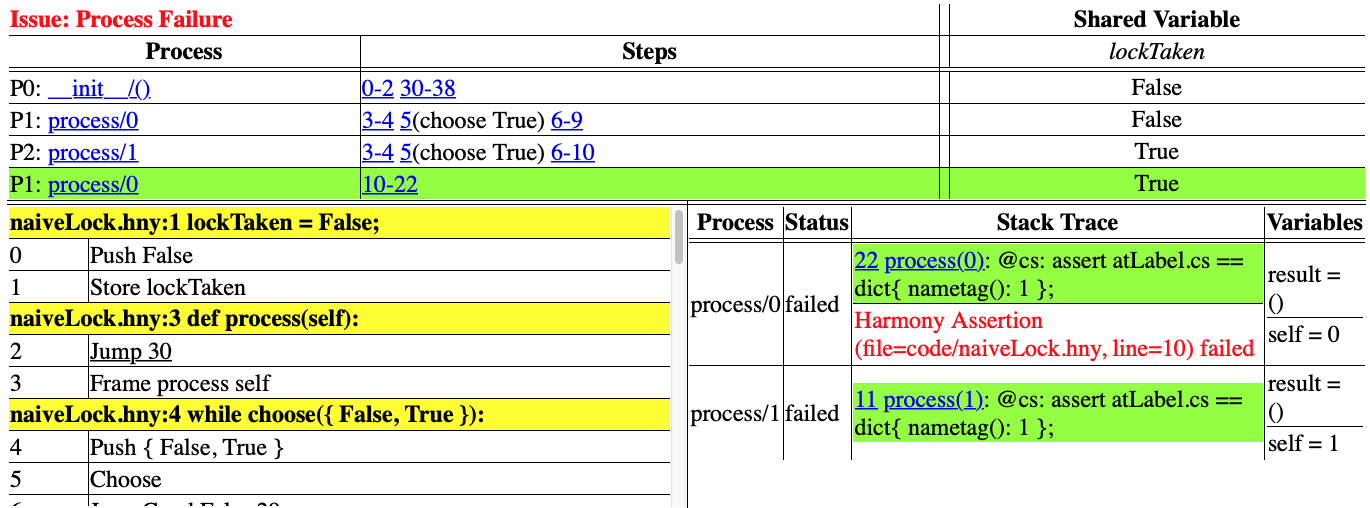 Issue: Process Failure
Shared Variable
Process Steps lockTaken
P0: __init__/() 0-2 30-38 False
P1: process/0 3-4 5(choose True) 6-9 False
P2: process/1 3-4 5(choose True) 6-10 True
P1: process/0 10-22 True
naiveLock.hny:1 lockTaken = False;
0 Push False
1 Store lockTaken
naiveLock.hny:3 def process(self):
2 Jump 30
3 Frame process self
naiveLock.hny:4 while choose({ False, True }):
4 Push { False, True }
5 Choose
Process Status Stack Trace Variables
process/0 failed
22 process(0): @cs: assert atLabel.cs ==
dict{ nametag(): 1 };
Harmony Assertion
(file=code/naiveLock.hny, line=10) failed
result =
()
self = 0
process/1 failed
11 process(1): @cs: assert atLabel.cs ==
dict{ nametag(): 1 };
result =
()
self = 1